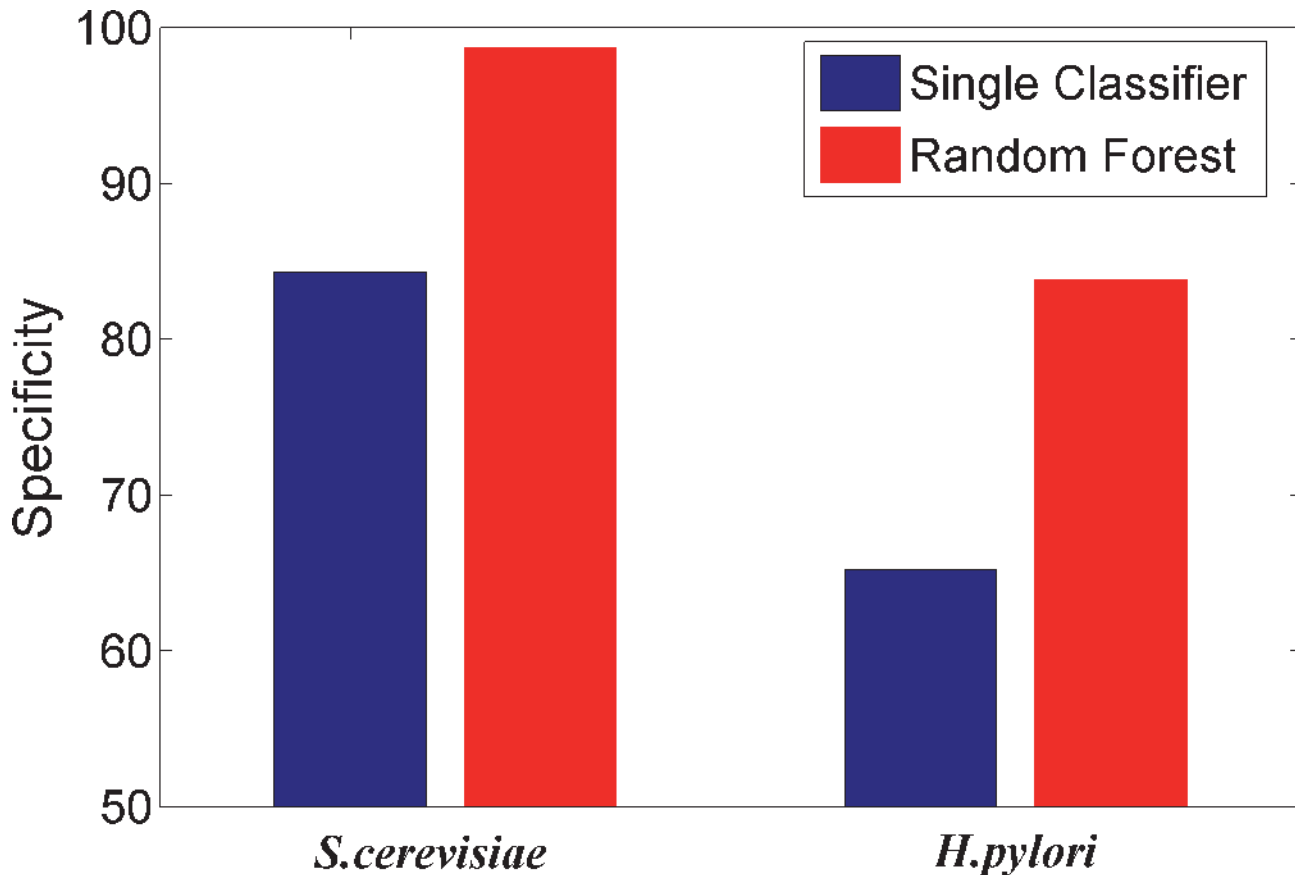 100
90
80
70
60
50
Specificity
Single Classifier
Random Forest
S.cerevisiae
H.pylori